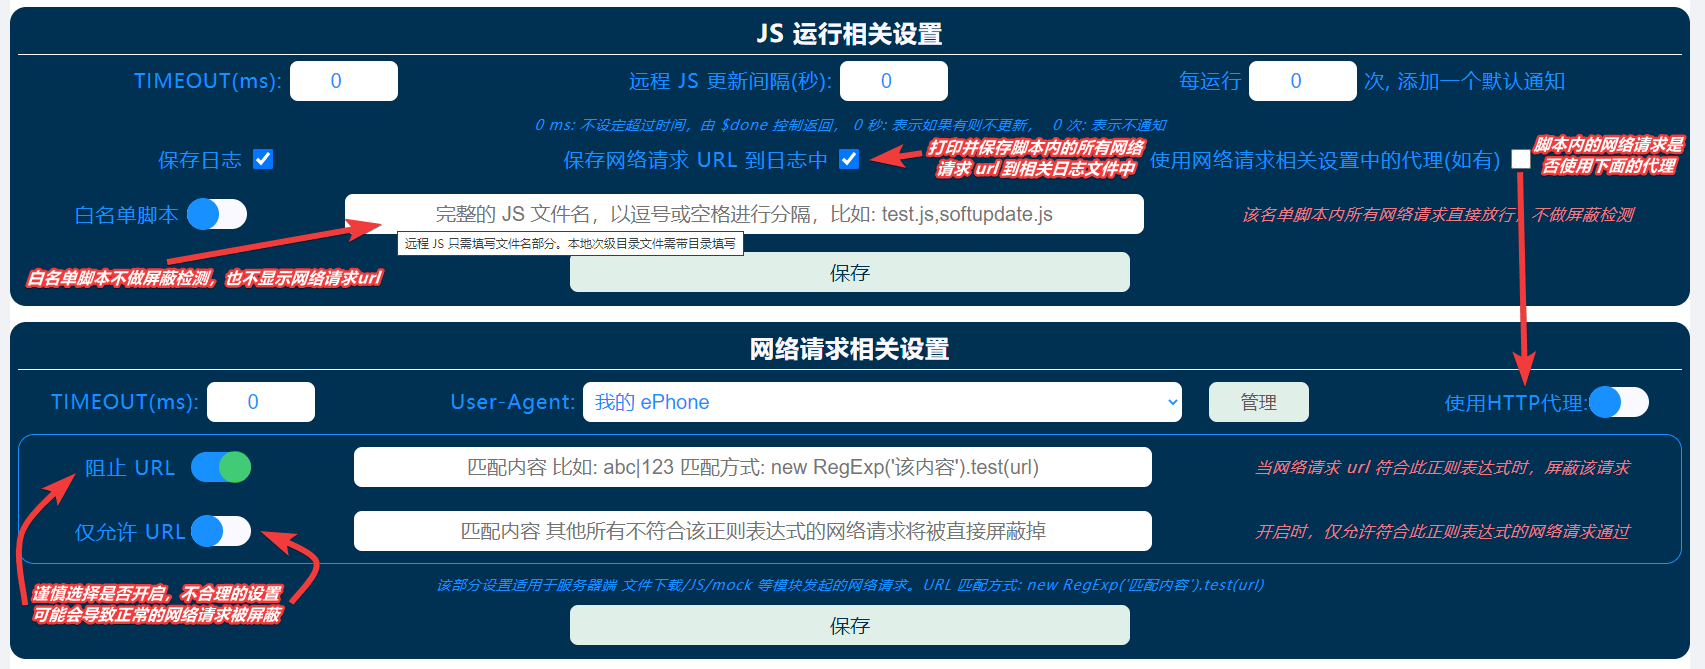 JS 运行相关设置
TIMEOUT(ms): 0 远程 JS 更新间隔(秒): 0 每运行 0 次, 添加一个默认通知
0 ms: 不设定超过时间，由 $done 控制返回， 0 秒: 表示如果有则不更新， 0 次: 表示不通知
保存日志 保存网络请求 URL 到日志中 使用网络请求相关设置中的代理(如有)
打印并保存脚本内的所有网络
请求 url 到相关日志文件中
脚本内的网络请求是
否使用下面的代理
白名单脚本 完整的 JS 文件名，以逗号或空格进行分隔，比如: test.js,softupdate.js 该名单脚本内所有网络请求直接放行，不做屏蔽检测
远程 JS 只需填写文件名部分。本地次级目录文件需带目录填写
白名单脚本不做屏蔽检测，也不显示网络请求url
保存
网络请求相关设置
TIMEOUT(ms): 0 User-Agent: 我的 ePhone 管理 使用HTTP代理:
阻止 URL 匹配内容 比如: abc|123 匹配方式: new RegExp('该内容').test(url) 当网络请求 url 符合此正则表达式时，屏蔽该请求
仅允许 URL 匹配内容 其他所有不符合该正则表达式的网络请求将被直接屏蔽掉 开启时，仅允许符合此正则表达式的网络请求通过
该部分设置适用于服务器端 文件下载/JS/mock 等模块发起的网络请求。URL 匹配方式: new RegExp('匹配内容').test(url)
谨慎选择是否开启，不合理的设置
可能会导致正常的网络请求被屏蔽
保存